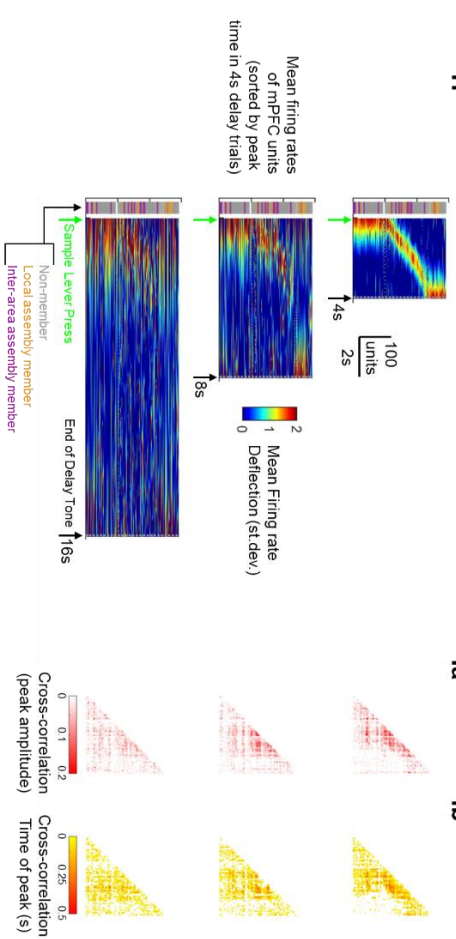 Mean firing rates
of mPFC units
(sorted by peak
time in 4s delay trials)
4s
100
units
2s
8s
2
1
0
Mean Firing rate
Deflection (st.dev.)
Sample Lever Press
End of Delay Tone
16s
Non-member
Local assembly member
Inter-area assembly member
0
0.1
0.2
Cross-correlation
(peak amplitude)
0
0.25
0.5
Cross-correlation
Time of peak (s)